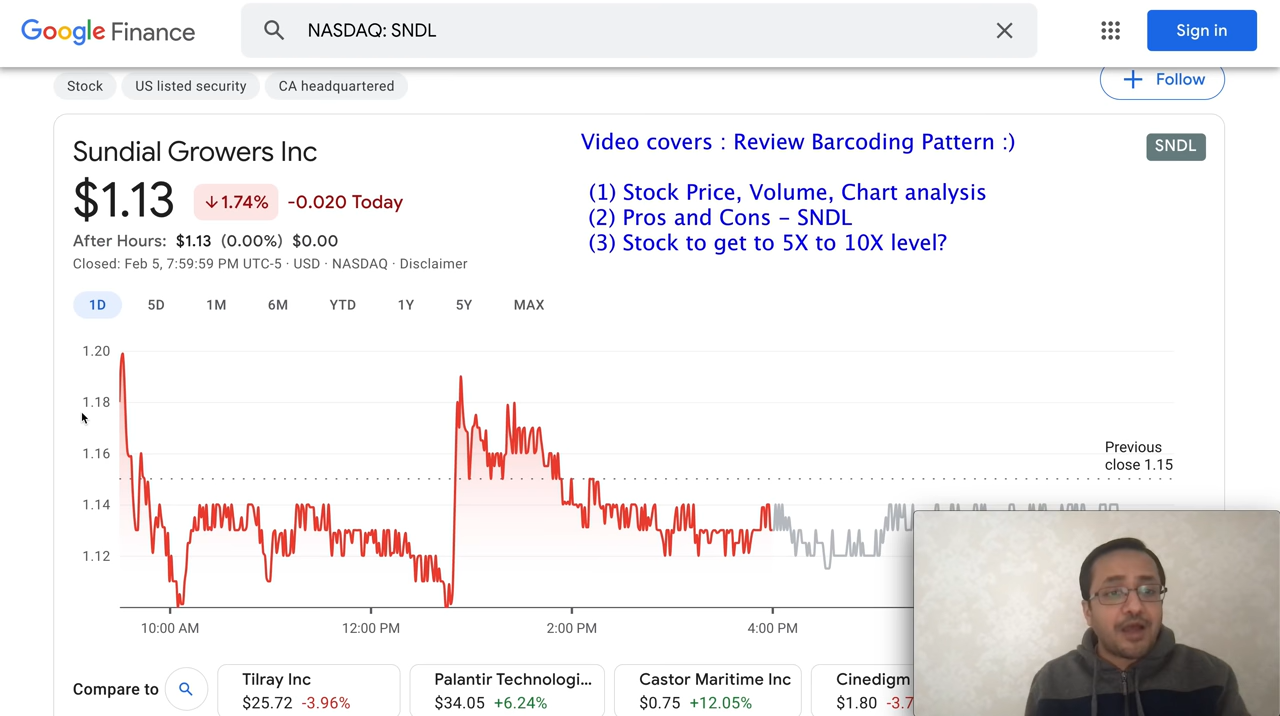 Google Finance
NASDAQ: SNDL
Sign in
Stock
US listed security
CA headquartered
Follow
Sundial Growers Inc
Video covers : Review Barcoding Pattern :)
SNDL
$1.13
↓1.74%
-0.020 Today
(1) Stock Price, Volume, Chart analysis
(2) Pros and Cons – SNDL
(3) Stock to get to 5X to 10X level?
After Hours: $1.13 (0.00%) $0.00
Closed: Feb 5, 7:59:59 PM UTC-5 · USD · NASDAQ · Disclaimer
1D
5D
1M
6M
YTD
1Y
5Y
MAX
1.20
1.18
1.16
1.14
1.12
Previous
close 1.15
10:00 AM
12:00 PM
2:00 PM
4:00 PM
Compare to
Tilray Inc
$25.72 -3.96%
Palantir Technologi...
$34.05 +6.24%
Castor Maritime Inc
$0.75 +12.05%
Cinedigm
$1.80 -3.7